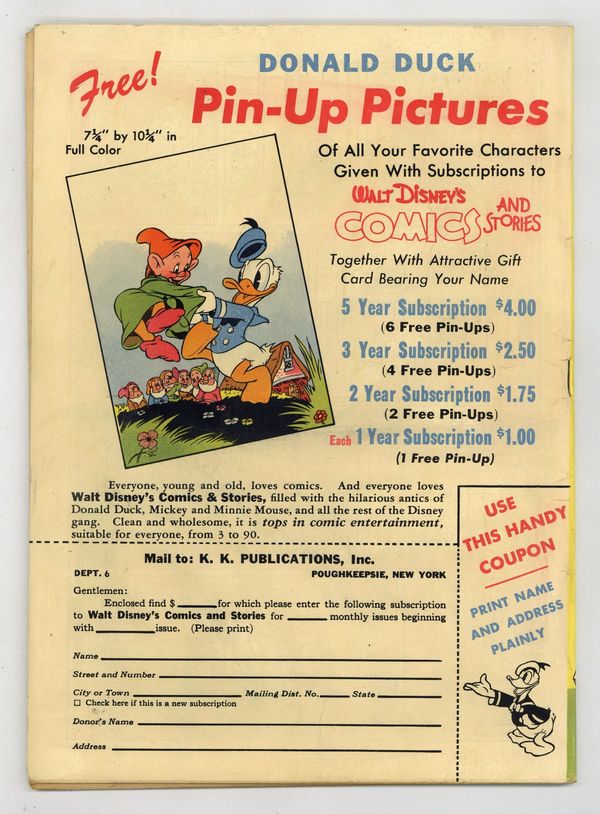 Free!
DONALD DUCK
Pin-Up Pictures
7¼" by 10¼" in
Full Color
Of All Your Favorite Characters
Given With Subscriptions to
WALT DISNEY'S
COMICS AND STORIES
Together With Attractive Gift
Card Bearing Your Name
5 Year Subscription $4.00
(6 Free Pin-Ups)
3 Year Subscription $2.50
(4 Free Pin-Ups)
2 Year Subscription $1.75
(2 Free Pin-Ups)
Each 1 Year Subscription $1.00
(1 Free Pin-Up)
Everyone, young and old, loves comics. And everyone loves
Walt Disney's Comics & Stories, filled with the hilarious antics of
Donald Duck, Mickey and Minnie Mouse, and all the rest of the Disney
gang. Clean and wholesome, it is tops in comic entertainment,
suitable for everyone, from 3 to 90.
Mail to: K. K. PUBLICATIONS, Inc.
DEPT. 6 POUGHKEEPSIE, NEW YORK
Gentlemen:
Enclosed find $ for which please enter the following subscription
to Walt Disney's Comics and Stories for monthly issues beginning
with issue. (Please print)
Name
Street and Number
City or Town Mailing Dist. No. State
☐ Check here if this is a new subscription
Donor's Name
Address
USE
THIS HANDY
COUPON
PRINT NAME
AND ADDRESS
PLAINLY